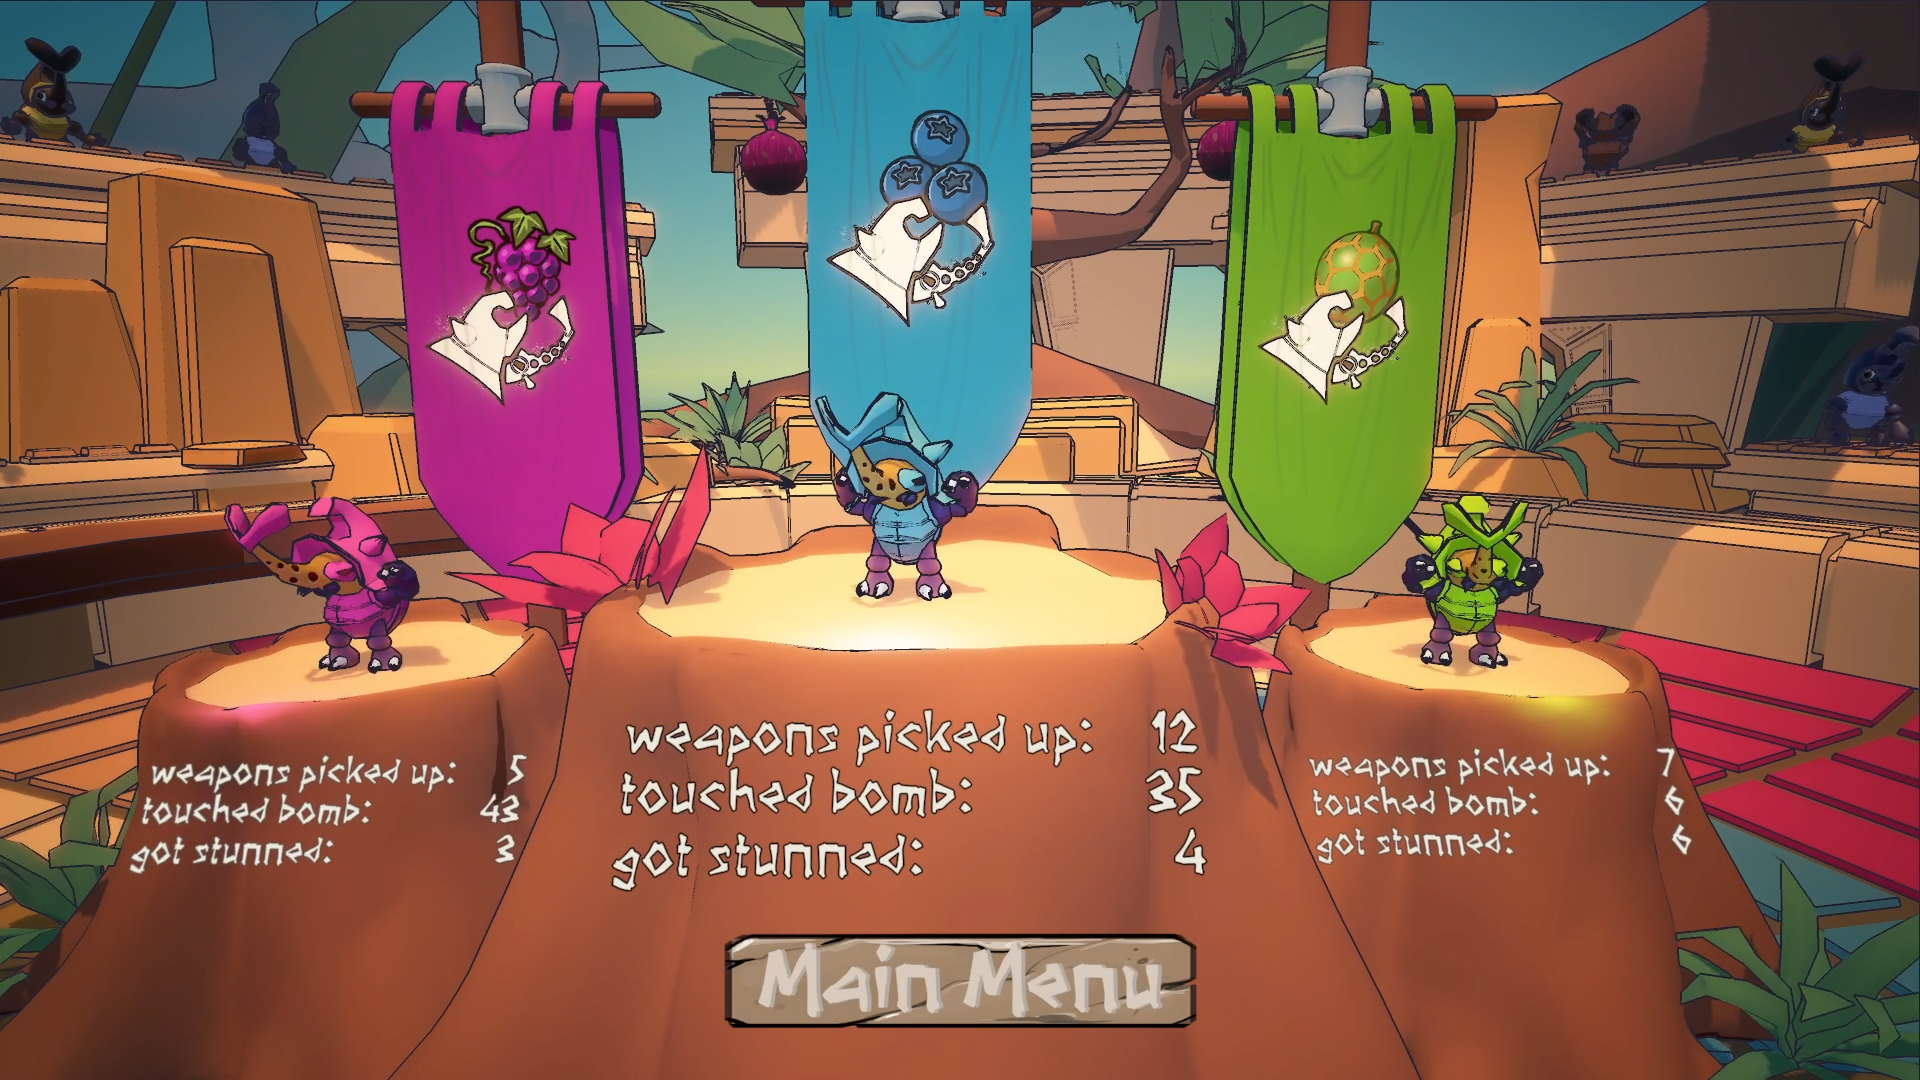 weapons picked up: 5
touched bomb: 43
got stunned: 3
weapons picked up: 12
touched bomb: 35
got stunned: 4
weapons picked up: 7
touched bomb: 6
got stunned: 6
Main Menu